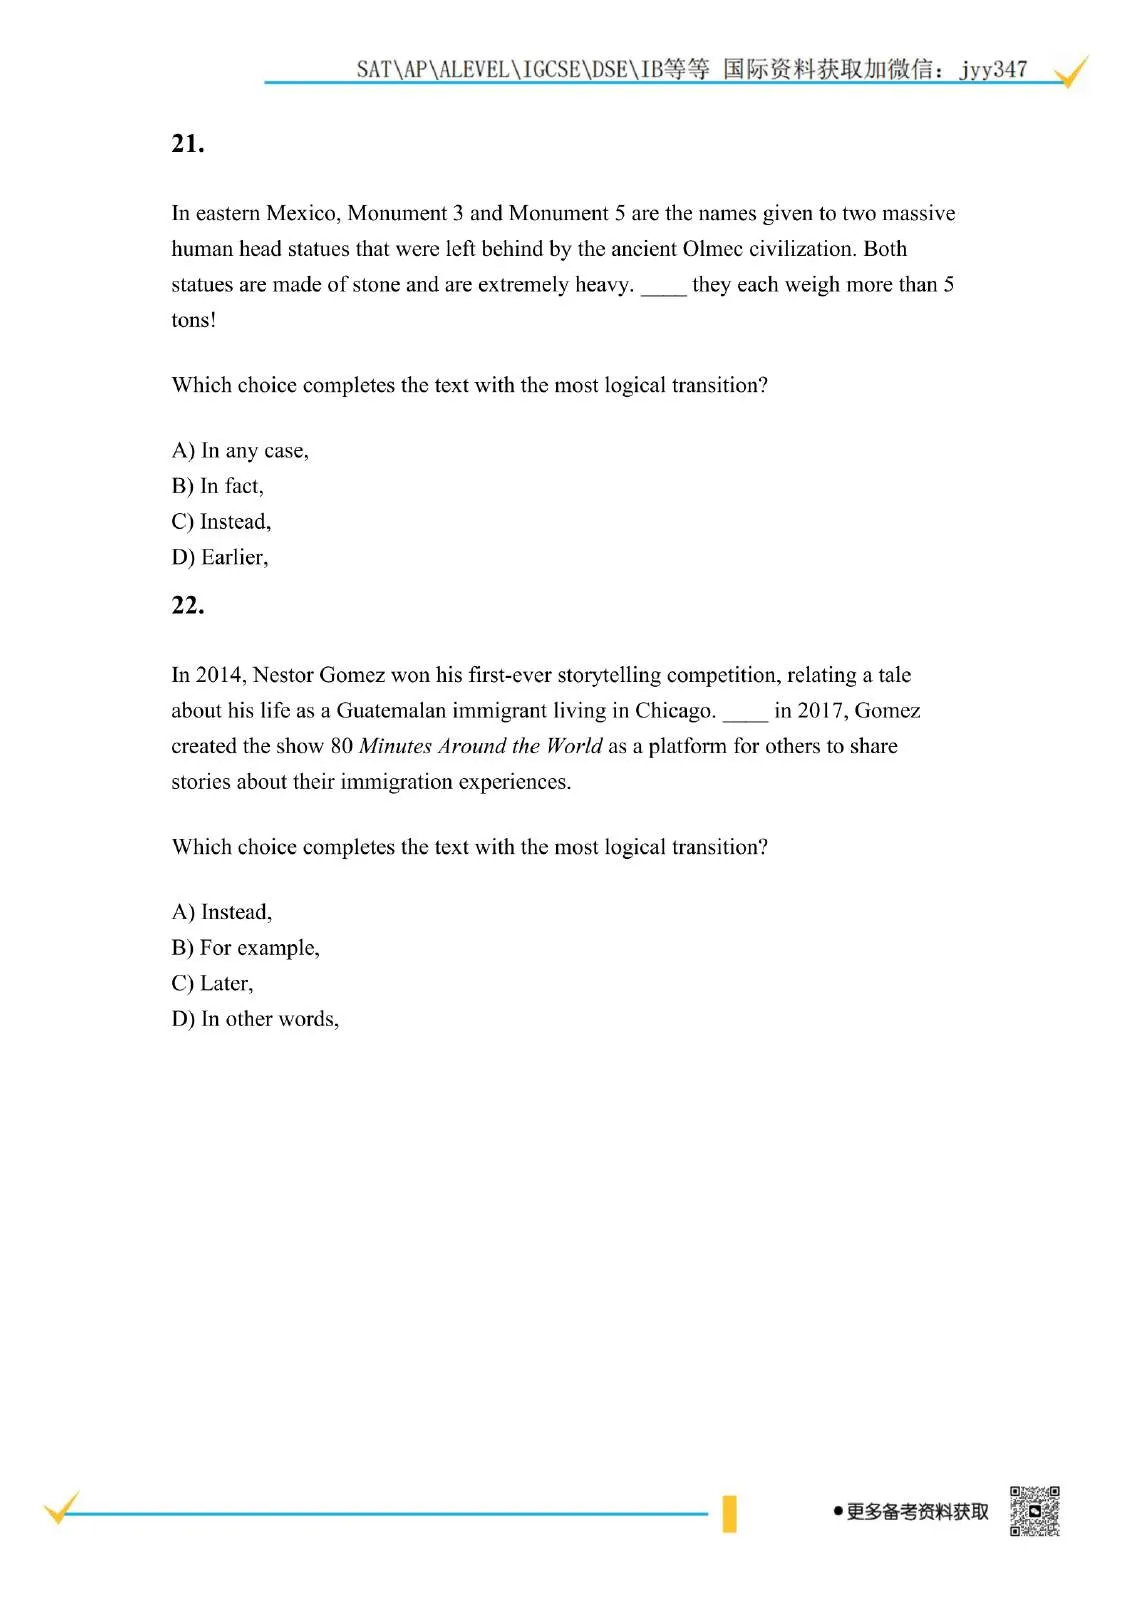 SAT\AP\ALEVEL\IGCSE\DSE\IB等等 国际资料获取加微信：jyy347
21.
In eastern Mexico, Monument 3 and Monument 5 are the names given to two massive
human head statues that were left behind by the ancient Olmec civilization. Both
statues are made of stone and are extremely heavy. ____ they each weigh more than 5
tons!
Which choice completes the text with the most logical transition?
A) In any case,
B) In fact,
C) Instead,
D) Earlier,
22.
In 2014, Nestor Gomez won his first-ever storytelling competition, relating a tale
about his life as a Guatemalan immigrant living in Chicago. ____ in 2017, Gomez
created the show 80 Minutes Around the World as a platform for others to share
stories about their immigration experiences.
Which choice completes the text with the most logical transition?
A) Instead,
B) For example,
C) Later,
D) In other words,
●更多备考资料获取